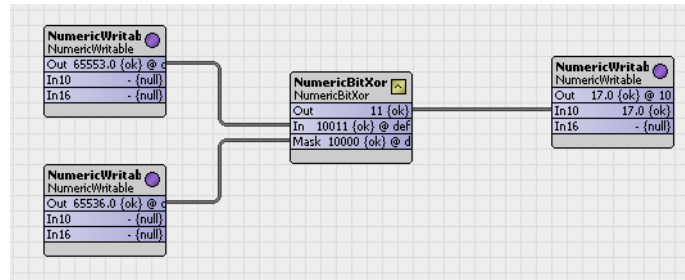 NumericWritab
NumericWritable
Out 65553.0 {ok} @ d
In10 - {null}
In16 - {null}
NumericBitXor
NumericBitXor
Out 11 {ok}
In 10011 {ok} @ def
Mask 10000 {ok} @ d
NumericWritab
NumericWritable
Out 17.0 {ok} @ 10
In10 17.0 {ok}
In16 - {null}
NumericWritab
NumericWritable
Out 65536.0 {ok} @ d
In10 - {null}
In16 - {null}